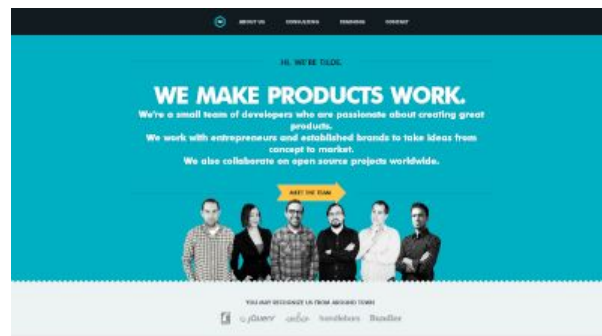 ABOUT US CONSULTING TRAINING CONTACT
HI, WE'RE TILDE.
WE MAKE PRODUCTS WORK.
We're a small team of developers who are passionate about creating great
products.
We work with entrepreneurs and established brands to take ideas from
concept to market.
We also collaborate on open source projects worldwide.
MEET THE TEAM
YOU MAY RECOGNIZE US FROM AROUND TOWN
jQuery ember handlebars